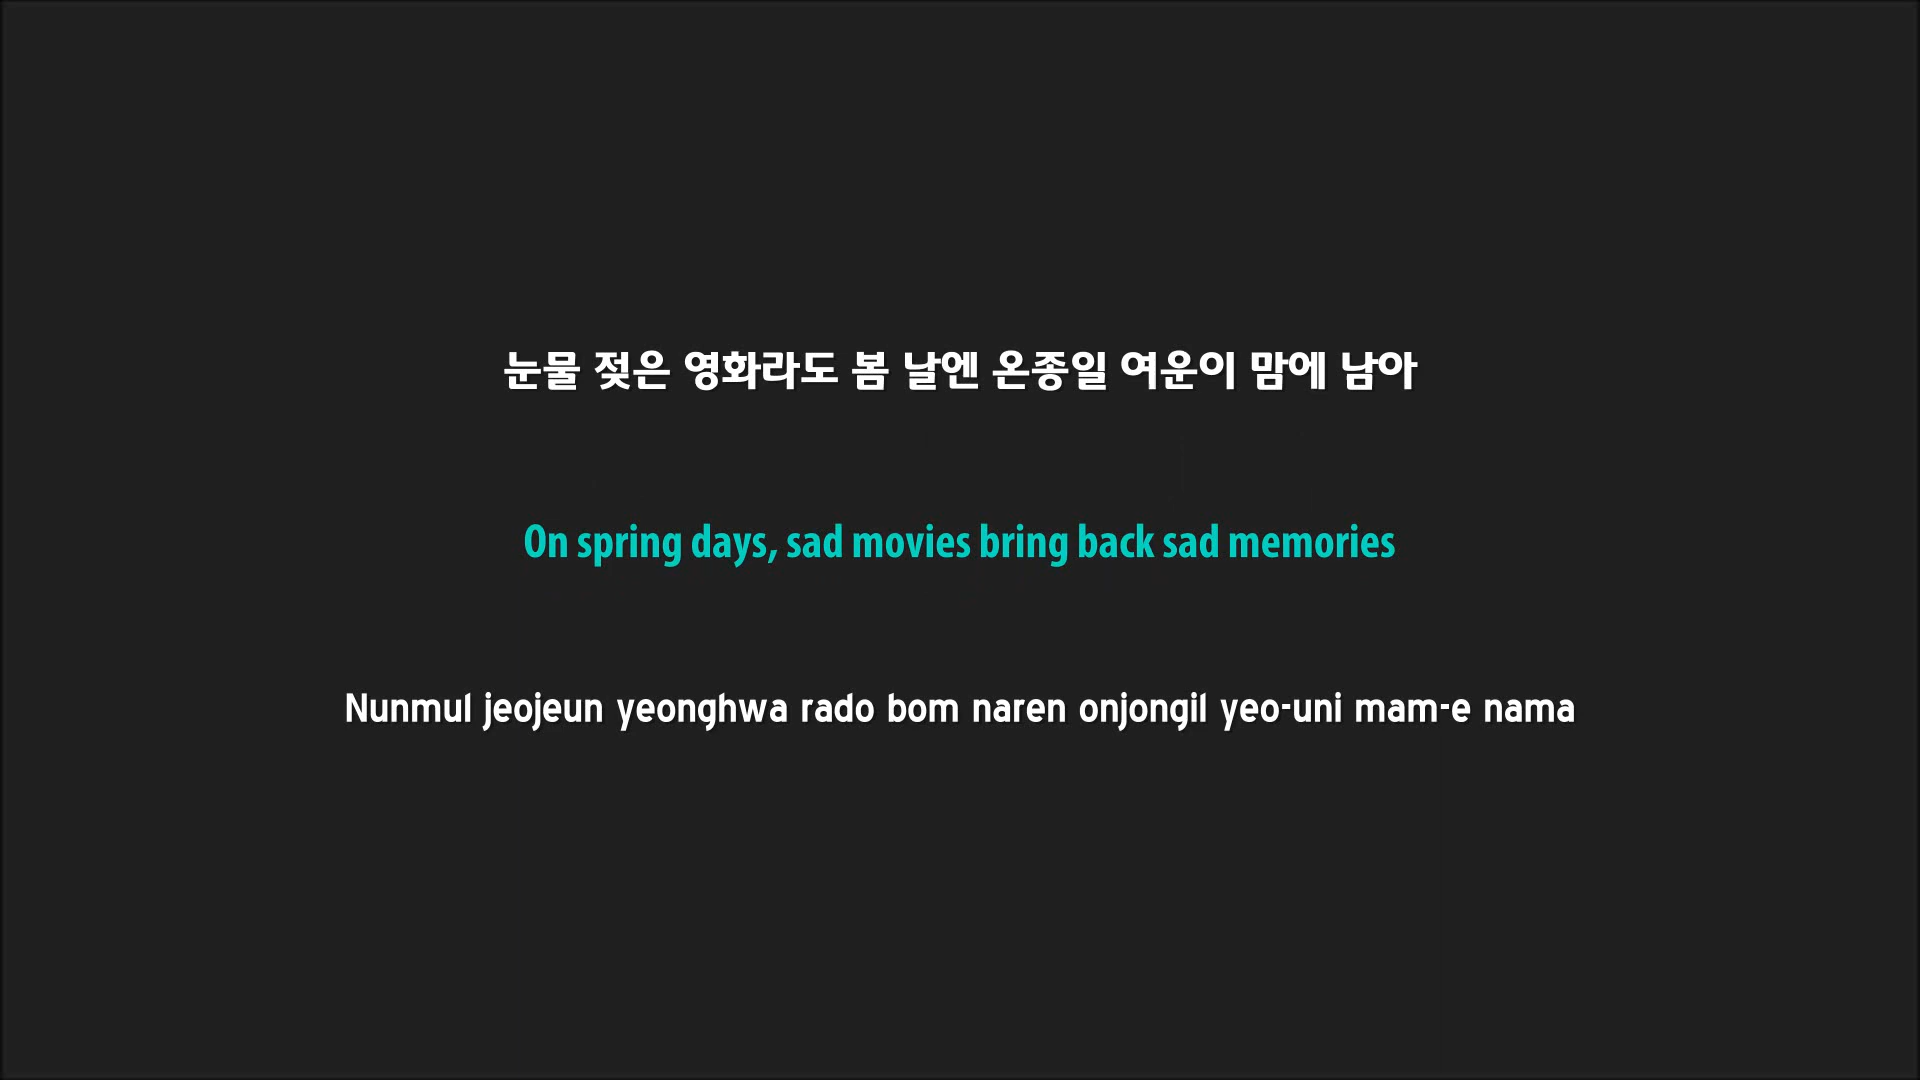 눈물 젖은 영화라도 봄 날엔 온종일 여운이 맘에 남아
On spring days, sad movies bring back sad memories
Nunmul jeojeun yeonghwa rado bom naren onjongil yeo-uni mam-e nama